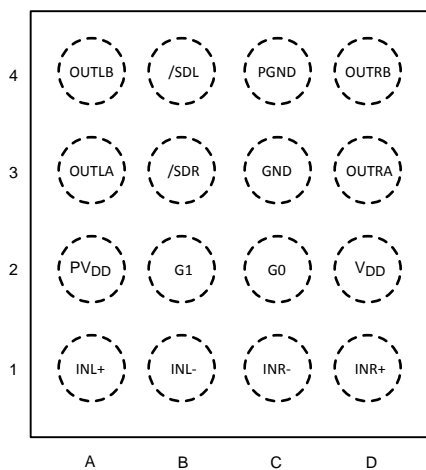 4 OUTLB /SDL PGND OUTRB
3 OUTLA /SDR GND OUTRA
2 PVDD G1 G0 VDD
1 INL+ INL- INR- INR+
A B C D